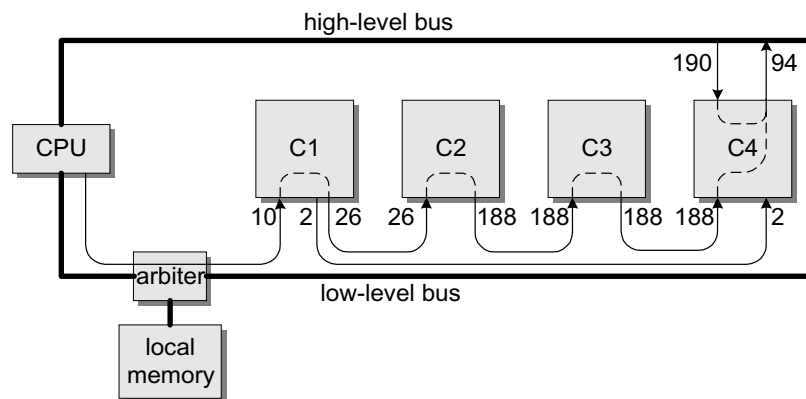 high-level bus
190
94
CPU
C1
C2
C3
C4
10
2
26
26
188
188
188
188
2
arbiter
low-level bus
local
memory